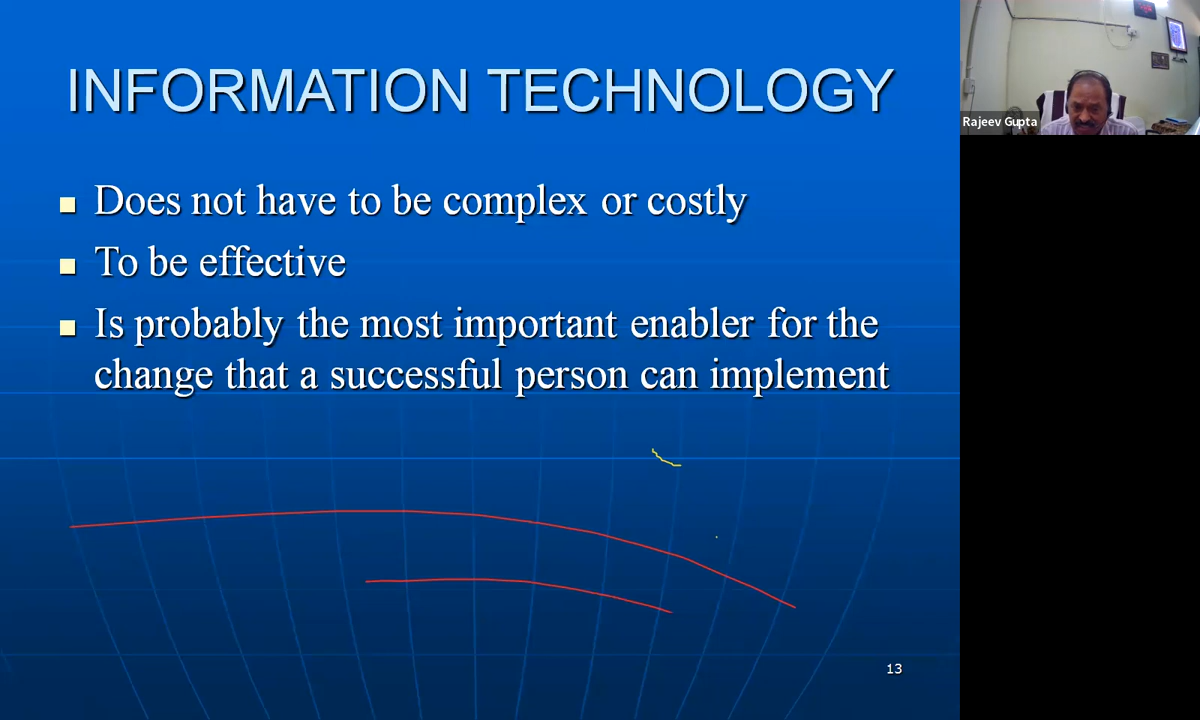 INFORMATION TECHNOLOGY
Does not have to be complex or costly
To be effective
Is probably the most important enabler for the
change that a successful person can implement
13
Rajeev Gupta